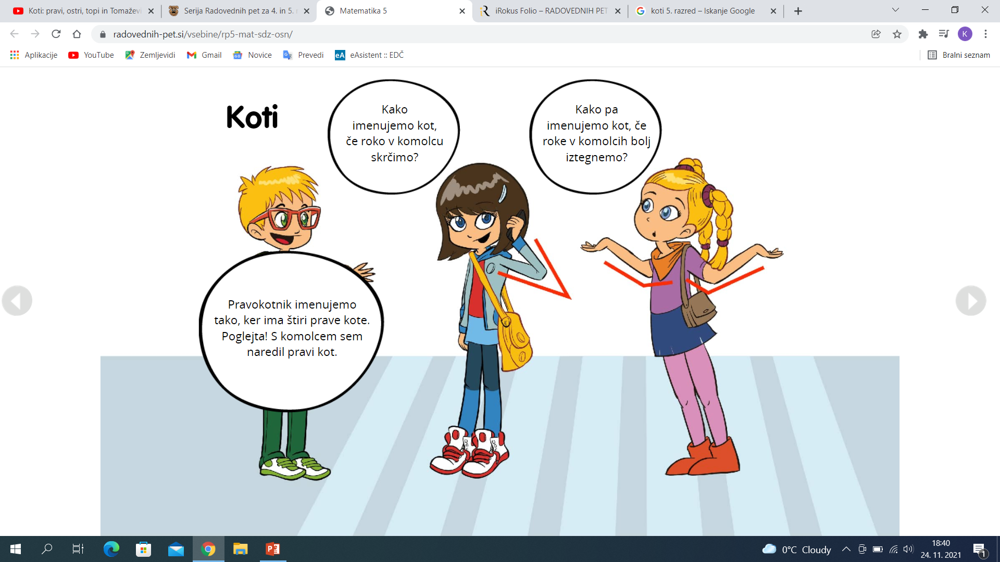 Koti: pravi, ostri, topi in Tomaževi
Serija Radovednih pet za 4. in 5. r
Matematika 5
iRokus Folio – RADOVEDNIH PET
koti 5. razred – Iskanje Google
radovednih-pet.si/vsebine/rp5-mat-sdz-osn/
K
Aplikacije
YouTube
Zemljevidi
Gmail
Novice
Prevedi
eA
eAsistent :: EDČ
Bralni seznam
Koti
Kako
imenujemo kot,
če roko v komolcu
skrčimo?
Kako pa
imenujemo kot, če
roke v komolcih bolj
iztegnemo?
Pravokotnik imenujemo
tako, ker ima štiri prave kote.
Poglejta! S komolcem sem
naredil pravi kot.
0°C Cloudy
18:40
24. 11. 2021
1